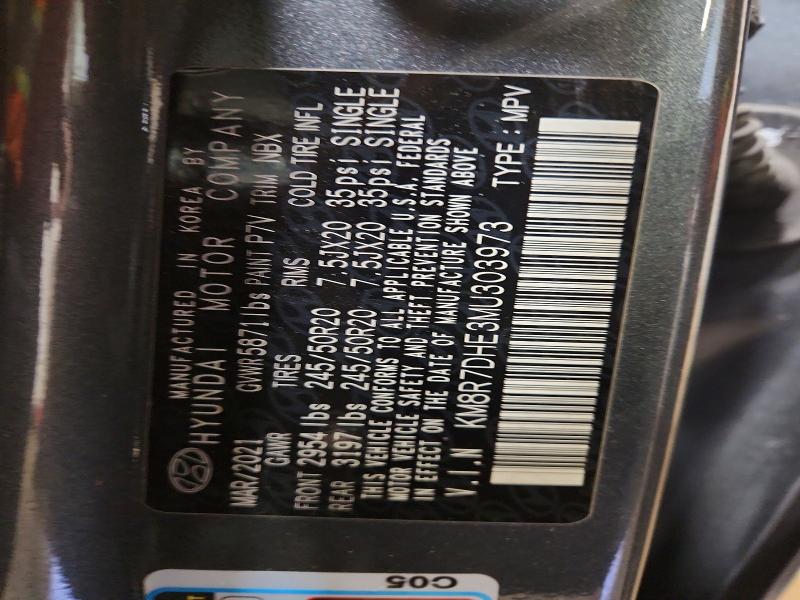 MANUFACTURED IN KOREA BY
HYUNDAI MOTOR COMPANY
MAR/2021 GVWR 5871lbs PAINT P7V TRIM NBX
GAWR TIRES RIMS COLD TIRE INFL
FRONT 2954lbs 245/50R20 7.5JX20 35psi SINGLE
REAR 3197lbs 245/50R20 7.5JX20 35psi SINGLE
THIS VEHICLE CONFORMS TO ALL APPLICABLE U.S.A. FEDERAL
MOTOR VEHICLE SAFETY AND THEFT PREVENTION STANDARDS
IN EFFECT ON THE DATE OF MANUFACTURE SHOWN ABOVE
V.I.N KM8R7DHE3MU303973 TYPE : MPV
C05